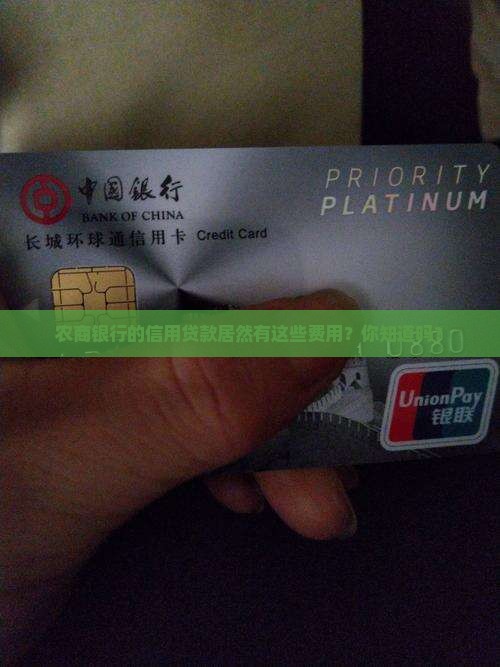 PRIORITY
PLATINUM
中国银行
BANK OF CHINA
长城环球通信用卡 Credit Card
农商银行的信用贷款居然有这些费用？你知道吗？
0880
UnionPay
银联